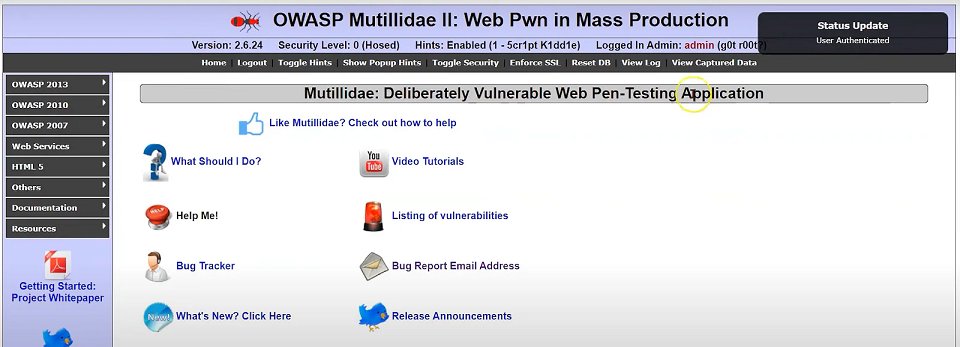 OWASP Mutillidae II: Web Pwn in Mass Production
Status Update
User Authenticated
Version: 2.6.24 Security Level: 0 (Hosed) Hints: Enabled (1 - 5cr1pt K1dd1e) Logged In Admin: admin (g0t r00t?)
Home | Logout | Toggle Hints | Show Popup Hints | Toggle Security | Enforce SSL | Reset DB | View Log | View Captured Data
OWASP 2013
OWASP 2010
OWASP 2007
Web Services
HTML 5
Others
Documentation
Resources
Getting Started:
Project Whitepaper
Mutillidae: Deliberately Vulnerable Web Pen-Testing Application
Like Mutillidae? Check out how to help
What Should I Do?
You Tube
Video Tutorials
HELP
Help Me!
Listing of vulnerabilities
Bug Tracker
Bug Report Email Address
New!
What's New? Click Here
Release Announcements